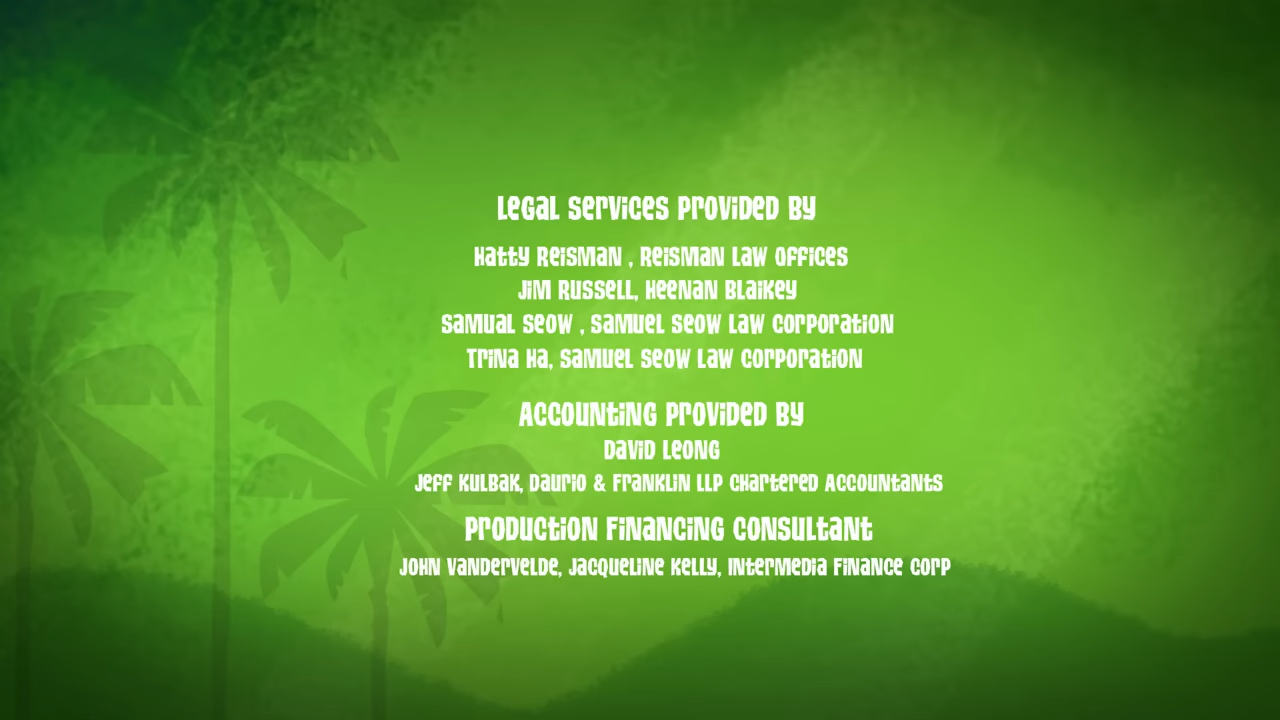 Legal Services Provided By
Hatty Reisman , Reisman Law Offices
Jim Russell, Heenan Blaikey
Samual Seow , Samuel Seow Law Corporation
Trina Ha, Samuel Seow Law Corporation
Accounting Provided By
David Leong
Jeff Kulbak, Daurio & Franklin LLP Chartered Accountants
Production Financing Consultant
John Vandervelde, Jacqueline Kelly, Intermedia Finance Corp